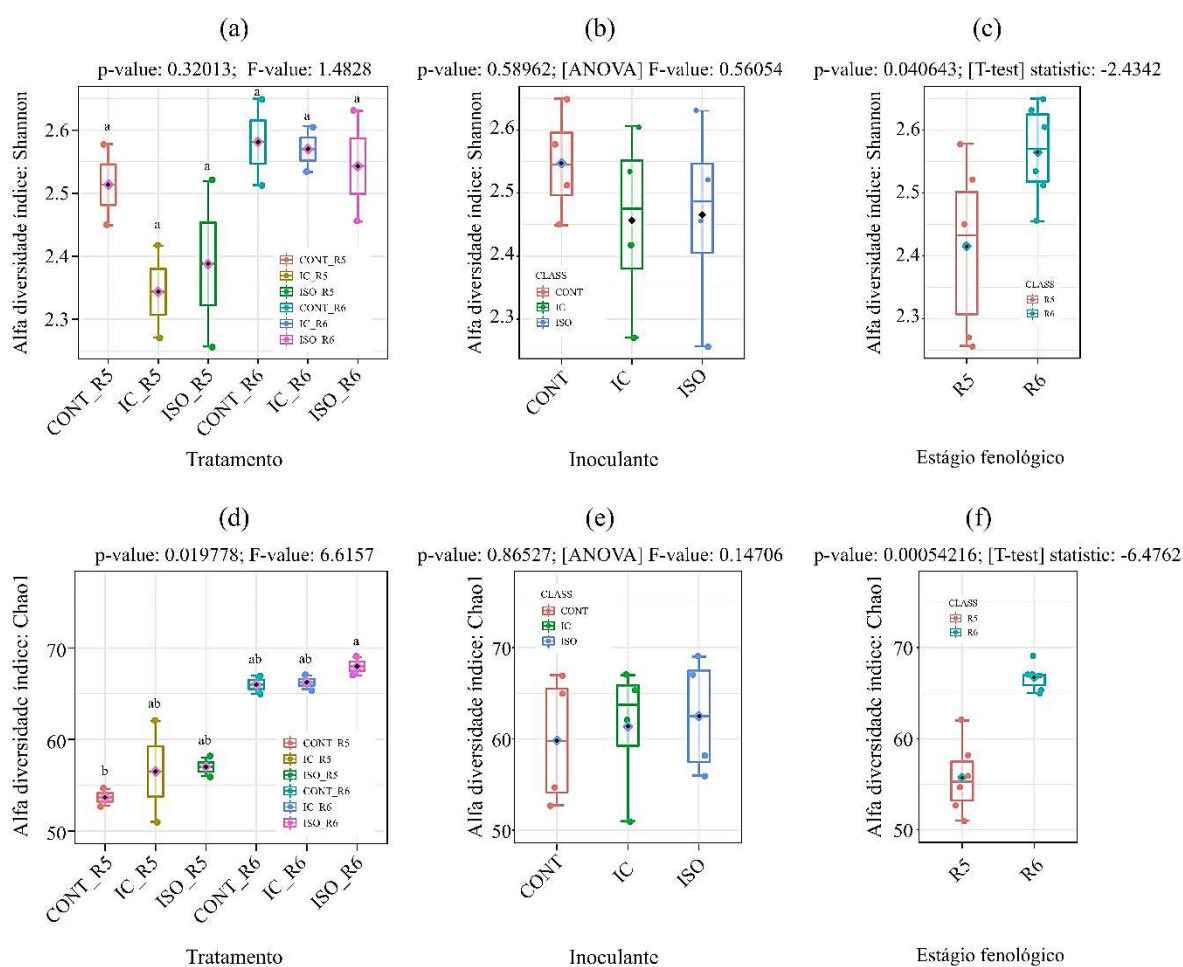 (a)
p-value: 0.32013; F-value: 1.4828
Alfa diversidade índice: Shannon
2.6
2.5
2.4
2.3
a
a
a
a
a
a
CONT_R5
IC_R5
ISO_R5
CONT_R6
IC_R6
ISO_R6
CONT_R5
IC_R5
ISO_R5
CONT_R6
IC_R6
ISO_R6
Tratamento
(b)
p-value: 0.58962; [ANOVA] F-value: 0.56054
Alfa diversidade índice: Shannon
2.6
2.5
2.4
2.3
CLASS
CONT
IC
ISO
CONT
IC
ISO
Inoculante
(c)
p-value: 0.040643; [T-test] statistic: -2.4342
Alfa diversidade índice: Shannon
2.6
2.5
2.4
2.3
CLASS
R5
R6
R5
R6
Estágio fenológico
(d)
p-value: 0.019778; F-value: 6.6157
Alfa diversidade índice: Chao1
70
60
50
b
ab
ab
ab
ab
a
CONT_R5
IC_R5
ISO_R5
CONT_R6
IC_R6
ISO_R6
CONT_R5
IC_R5
ISO_R5
CONT_R6
IC_R6
ISO_R6
Tratamento
(e)
p-value: 0.86527; [ANOVA] F-value: 0.14706
Alfa diversidade índice: Chao1
70
60
50
CLASS
CONT
IC
ISO
CONT
IC
ISO
Inoculante
(f)
p-value: 0.00054216; [T-test] statistic: -6.4762
Alfa diversidade índice: Chao1
70
60
50
CLASS
R5
R6
R5
R6
Estágio fenológico